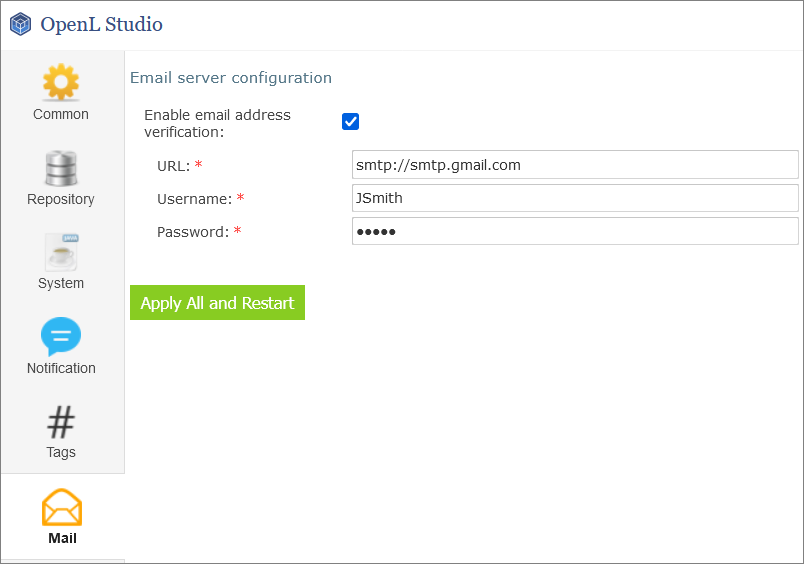 OpenL Studio
Common
Repository
JAVA
System
Notification
#
Tags
Mail
Email server configuration
Enable email address
verification:
URL: *
smtp://smtp.gmail.com
Username: *
JSmith
Password: *
•••••
Apply All and Restart